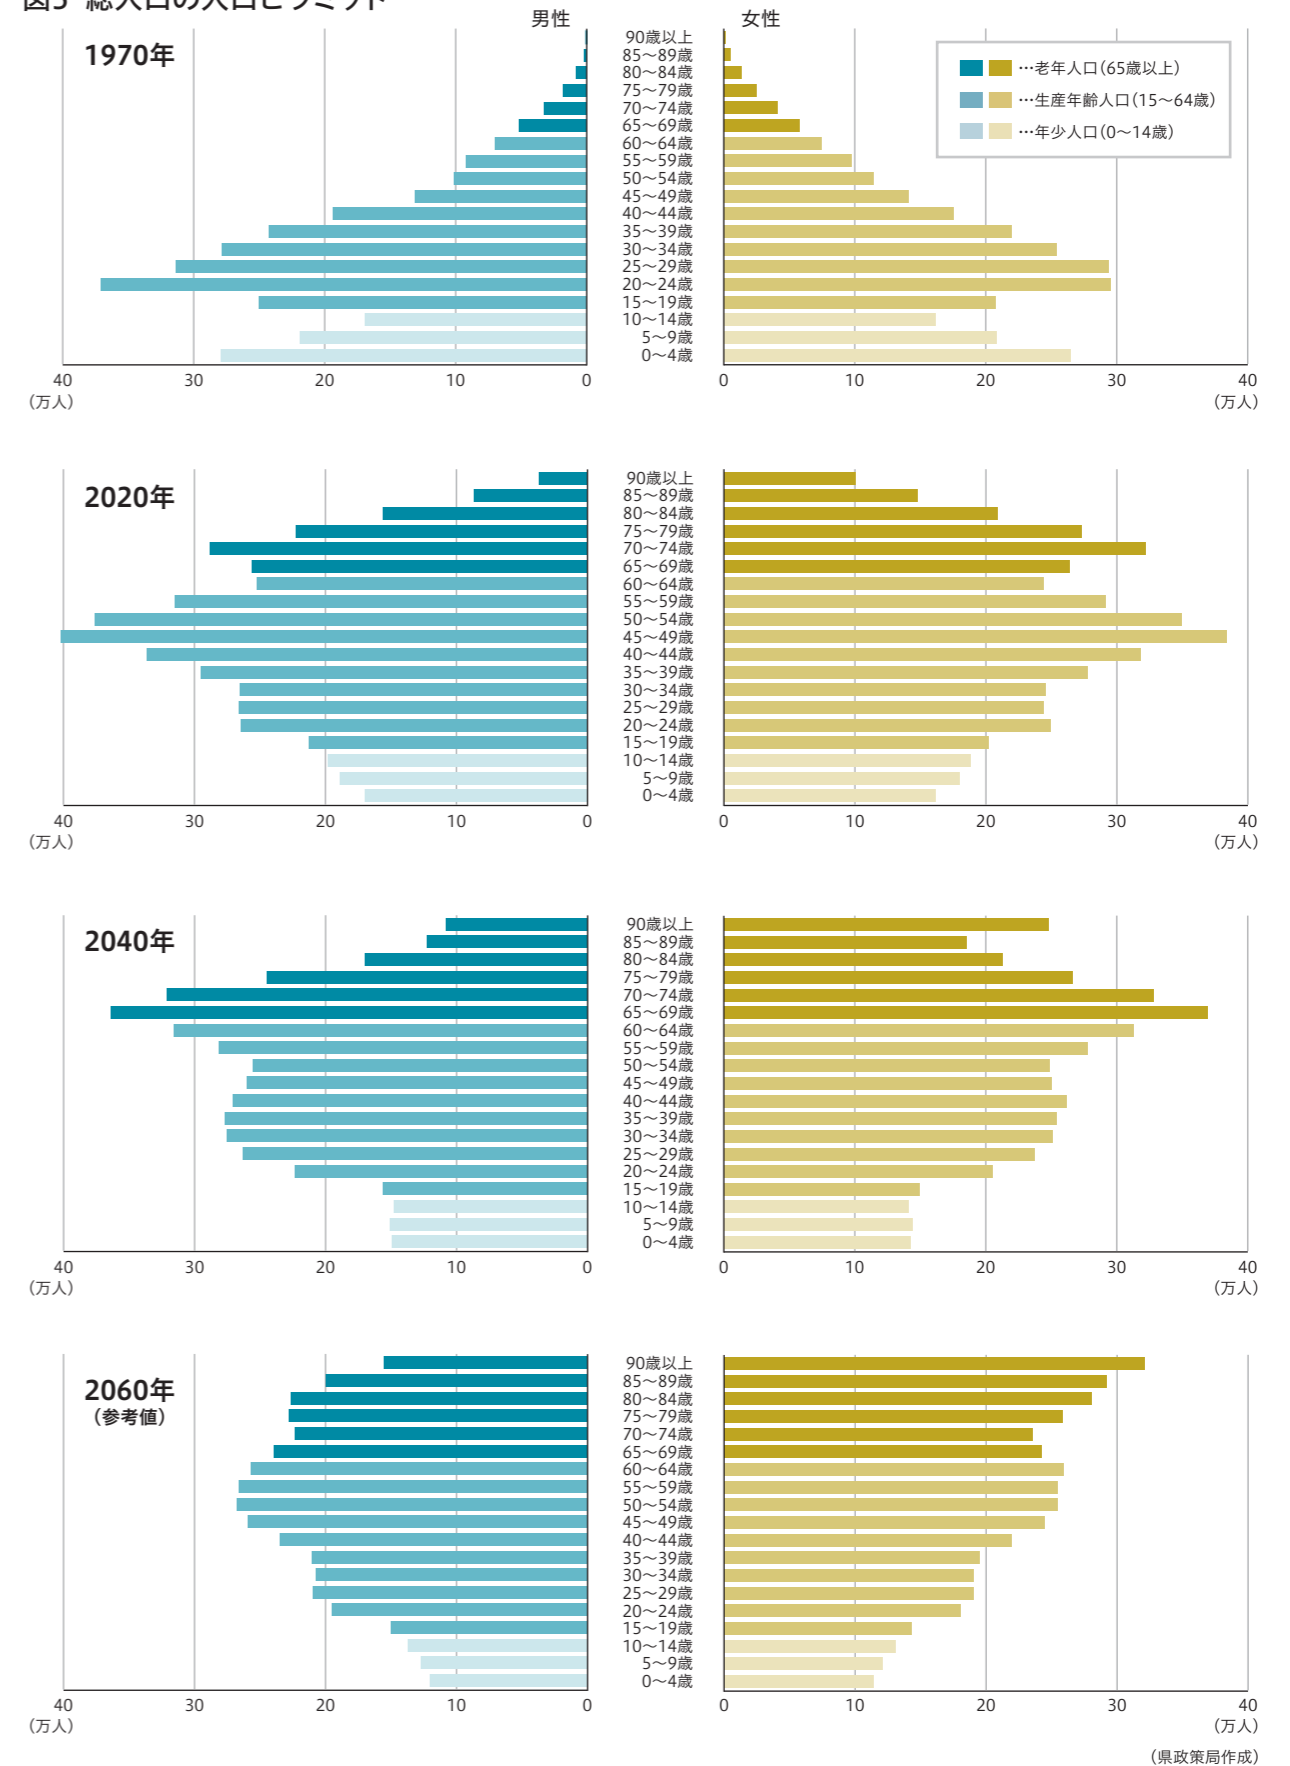 図5 総人口の人口ピラミッド
男性 女性
1970年
90歳以上
85〜89歳
80〜84歳
75〜79歳
70〜74歳
65〜69歳
60〜64歳
55〜59歳
50〜54歳
45〜49歳
40〜44歳
35〜39歳
30〜34歳
25〜29歳
20〜24歳
15〜19歳
10〜14歳
5〜9歳
0〜4歳
…老年人口(65歳以上)
…生産年齢人口(15〜64歳)
…年少人口(0〜14歳)
40 30 20 10 0 0 10 20 30 40
(万人) (万人)
2020年
90歳以上
85〜89歳
80〜84歳
75〜79歳
70〜74歳
65〜69歳
60〜64歳
55〜59歳
50〜54歳
45〜49歳
40〜44歳
35〜39歳
30〜34歳
25〜29歳
20〜24歳
15〜19歳
10〜14歳
5〜9歳
0〜4歳
40 30 20 10 0 0 10 20 30 40
(万人) (万人)
2040年
90歳以上
85〜89歳
80〜84歳
75〜79歳
70〜74歳
65〜69歳
60〜64歳
55〜59歳
50〜54歳
45〜49歳
40〜44歳
35〜39歳
30〜34歳
25〜29歳
20〜24歳
15〜19歳
10〜14歳
5〜9歳
0〜4歳
40 30 20 10 0 0 10 20 30 40
(万人) (万人)
2060年
(参考値)
90歳以上
85〜89歳
80〜84歳
75〜79歳
70〜74歳
65〜69歳
60〜64歳
55〜59歳
50〜54歳
45〜49歳
40〜44歳
35〜39歳
30〜34歳
25〜29歳
20〜24歳
15〜19歳
10〜14歳
5〜9歳
0〜4歳
40 30 20 10 0 0 10 20 30 40
(万人) (万人)
(県政策局作成)